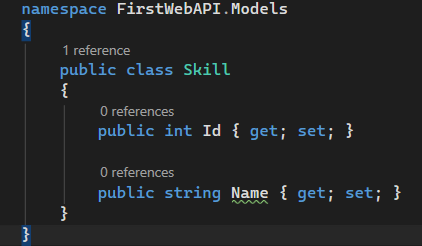 namespace FirstWebAPI.Models
{
1 reference
public class Skill
{
0 references
public int Id { get; set; }
0 references
public string Name { get; set; }
}
}